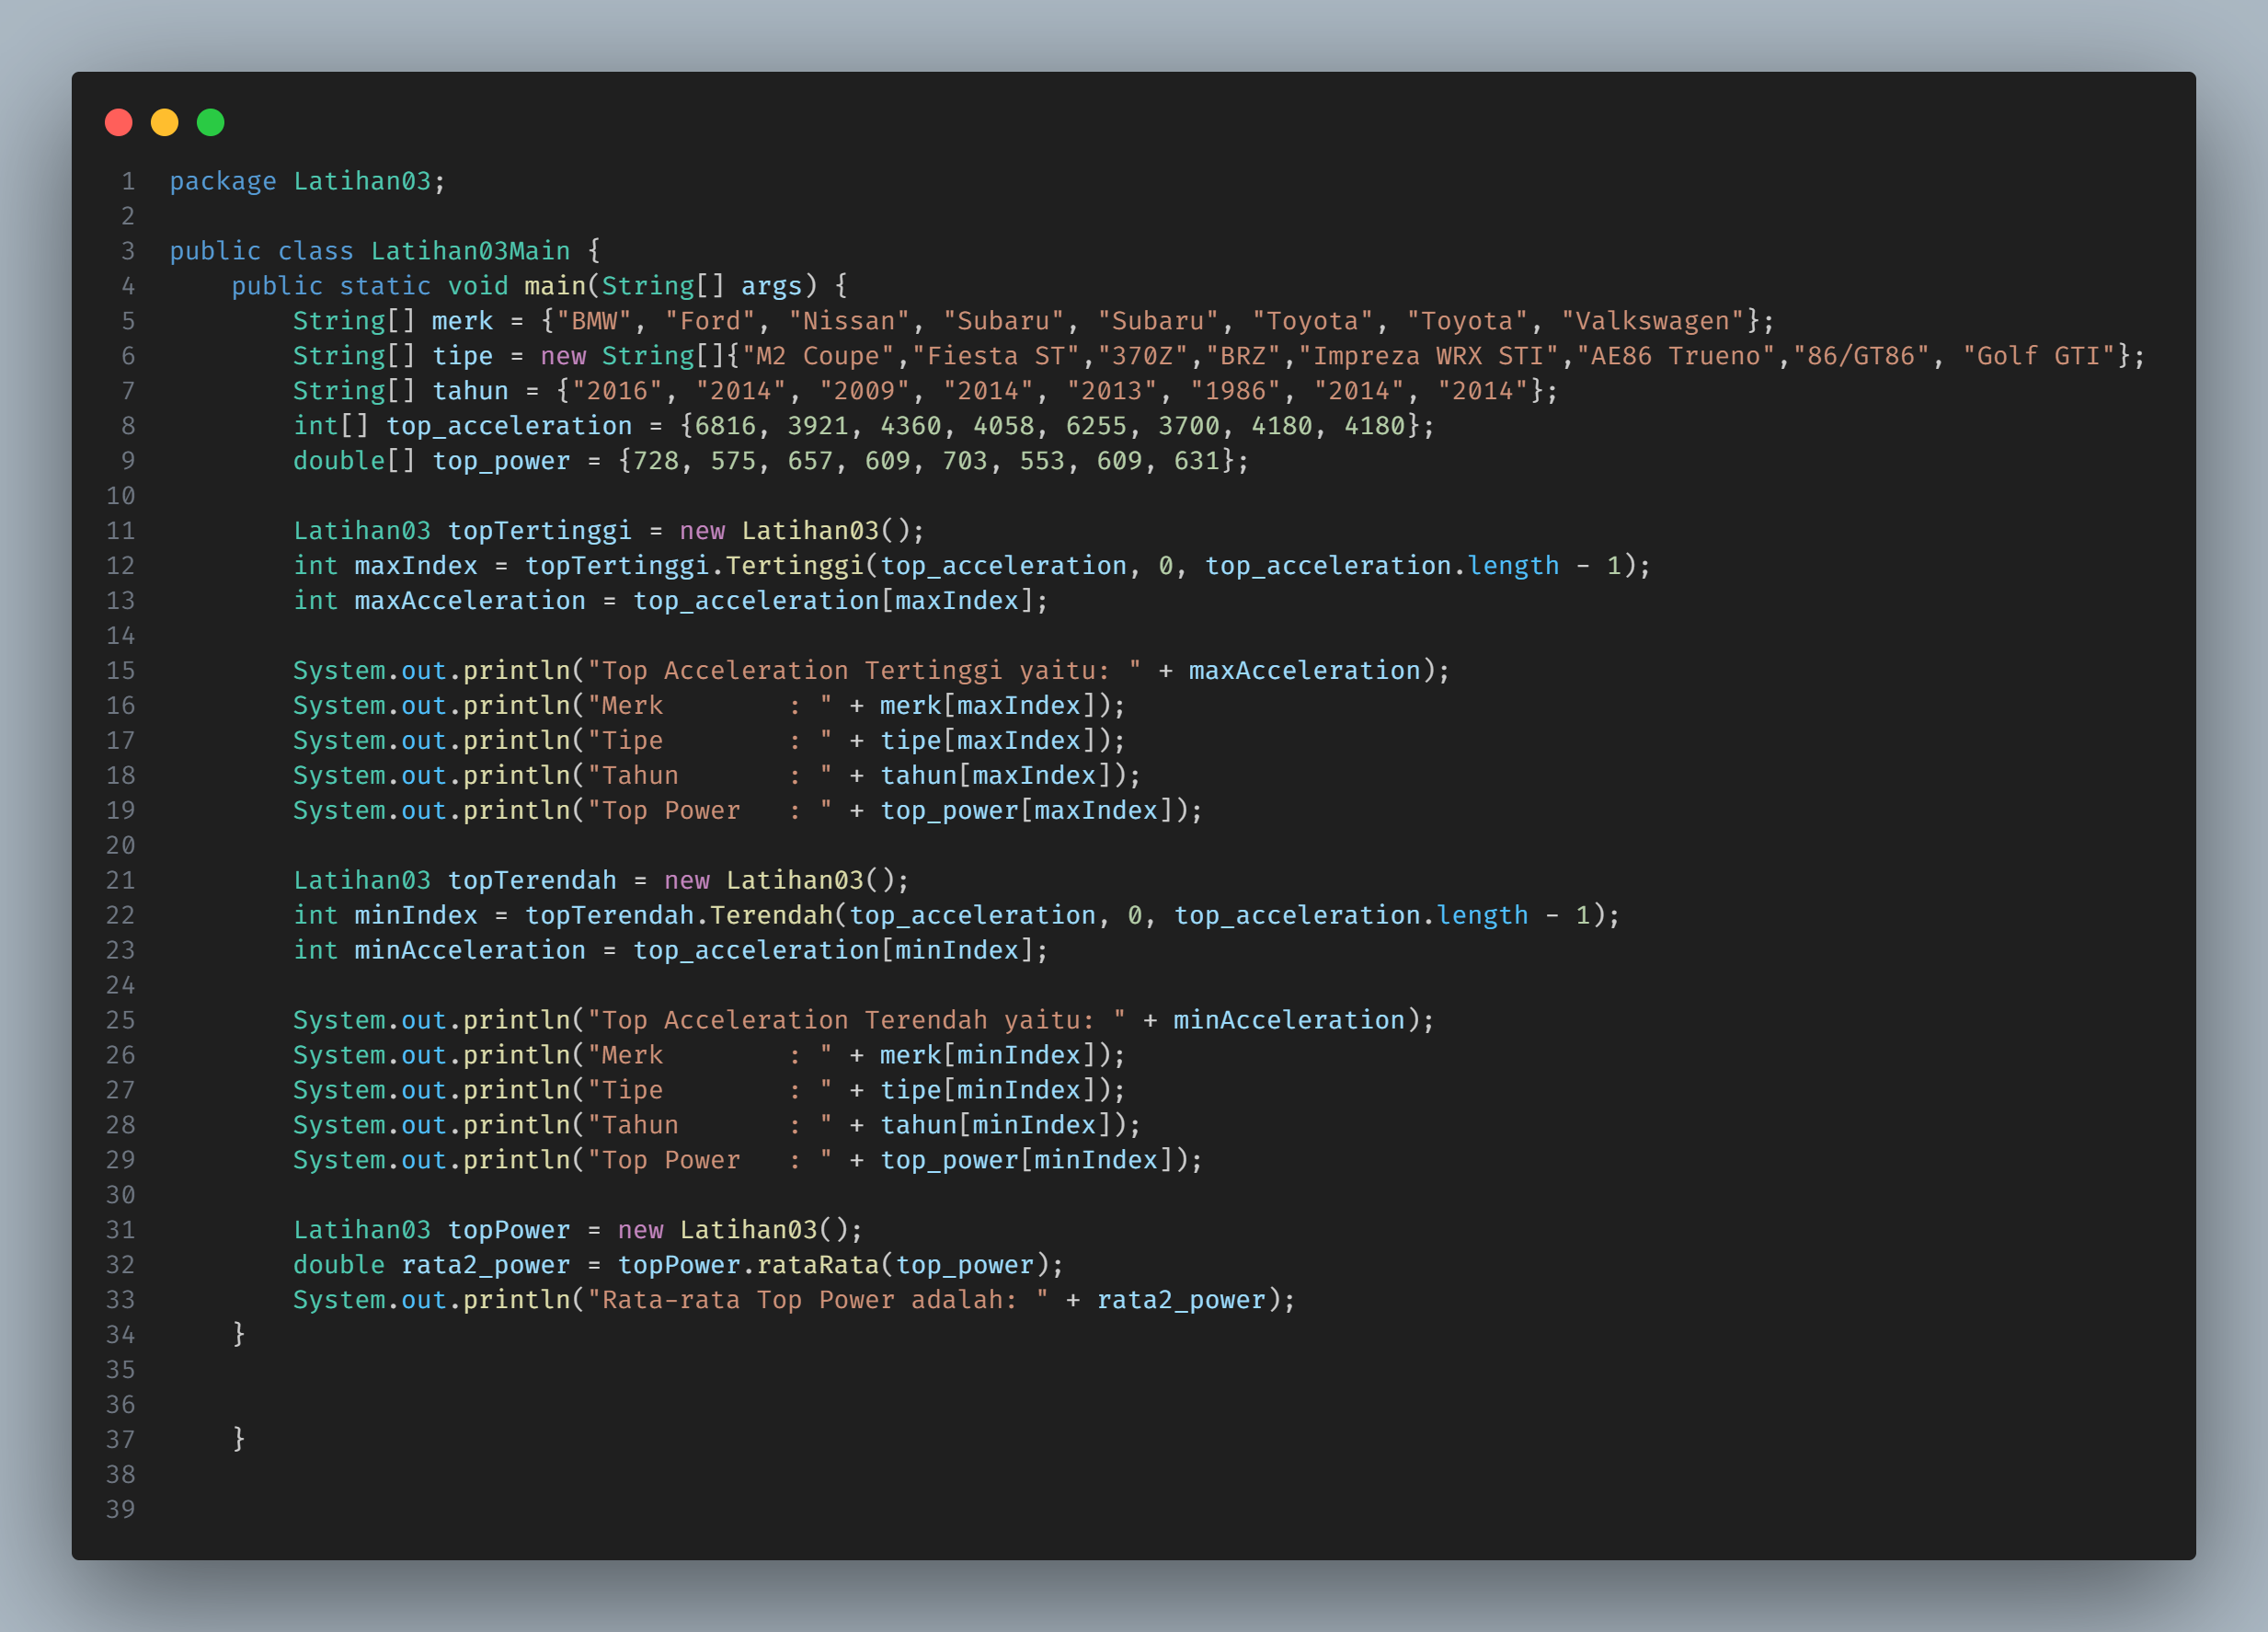 1 package Latihan03;
2
3 public class Latihan03Main {
4     public static void main(String[] args) {
5         String[] merk = {"BMW", "Ford", "Nissan", "Subaru", "Subaru", "Toyota", "Toyota", "Valkswagen"};
6         String[] tipe = new String[]{"M2 Coupe","Fiesta ST","370Z","BRZ","Impreza WRX STI","AE86 Trueno","86/GT86", "Golf GTI"};
7         String[] tahun = {"2016", "2014", "2009", "2014", "2013", "1986", "2014", "2014"};
8         int[] top_acceleration = {6816, 3921, 4360, 4058, 6255, 3700, 4180, 4180};
9         double[] top_power = {728, 575, 657, 609, 703, 553, 609, 631};
10
11         Latihan03 topTertinggi = new Latihan03();
12         int maxIndex = topTertinggi.Tertinggi(top_acceleration, 0, top_acceleration.length - 1);
13         int maxAcceleration = top_acceleration[maxIndex];
14
15         System.out.println("Top Acceleration Tertinggi yaitu: " + maxAcceleration);
16         System.out.println("Merk        : " + merk[maxIndex]);
17         System.out.println("Tipe        : " + tipe[maxIndex]);
18         System.out.println("Tahun       : " + tahun[maxIndex]);
19         System.out.println("Top Power   : " + top_power[maxIndex]);
20
21         Latihan03 topTerendah = new Latihan03();
22         int minIndex = topTerendah.Terendah(top_acceleration, 0, top_acceleration.length - 1);
23         int minAcceleration = top_acceleration[minIndex];
24
25         System.out.println("Top Acceleration Terendah yaitu: " + minAcceleration);
26         System.out.println("Merk        : " + merk[minIndex]);
27         System.out.println("Tipe        : " + tipe[minIndex]);
28         System.out.println("Tahun       : " + tahun[minIndex]);
29         System.out.println("Top Power   : " + top_power[minIndex]);
30
31         Latihan03 topPower = new Latihan03();
32         double rata2_power = topPower.rataRata(top_power);
33         System.out.println("Rata-rata Top Power adalah: " + rata2_power);
34     }
35
36
37     }
38
39